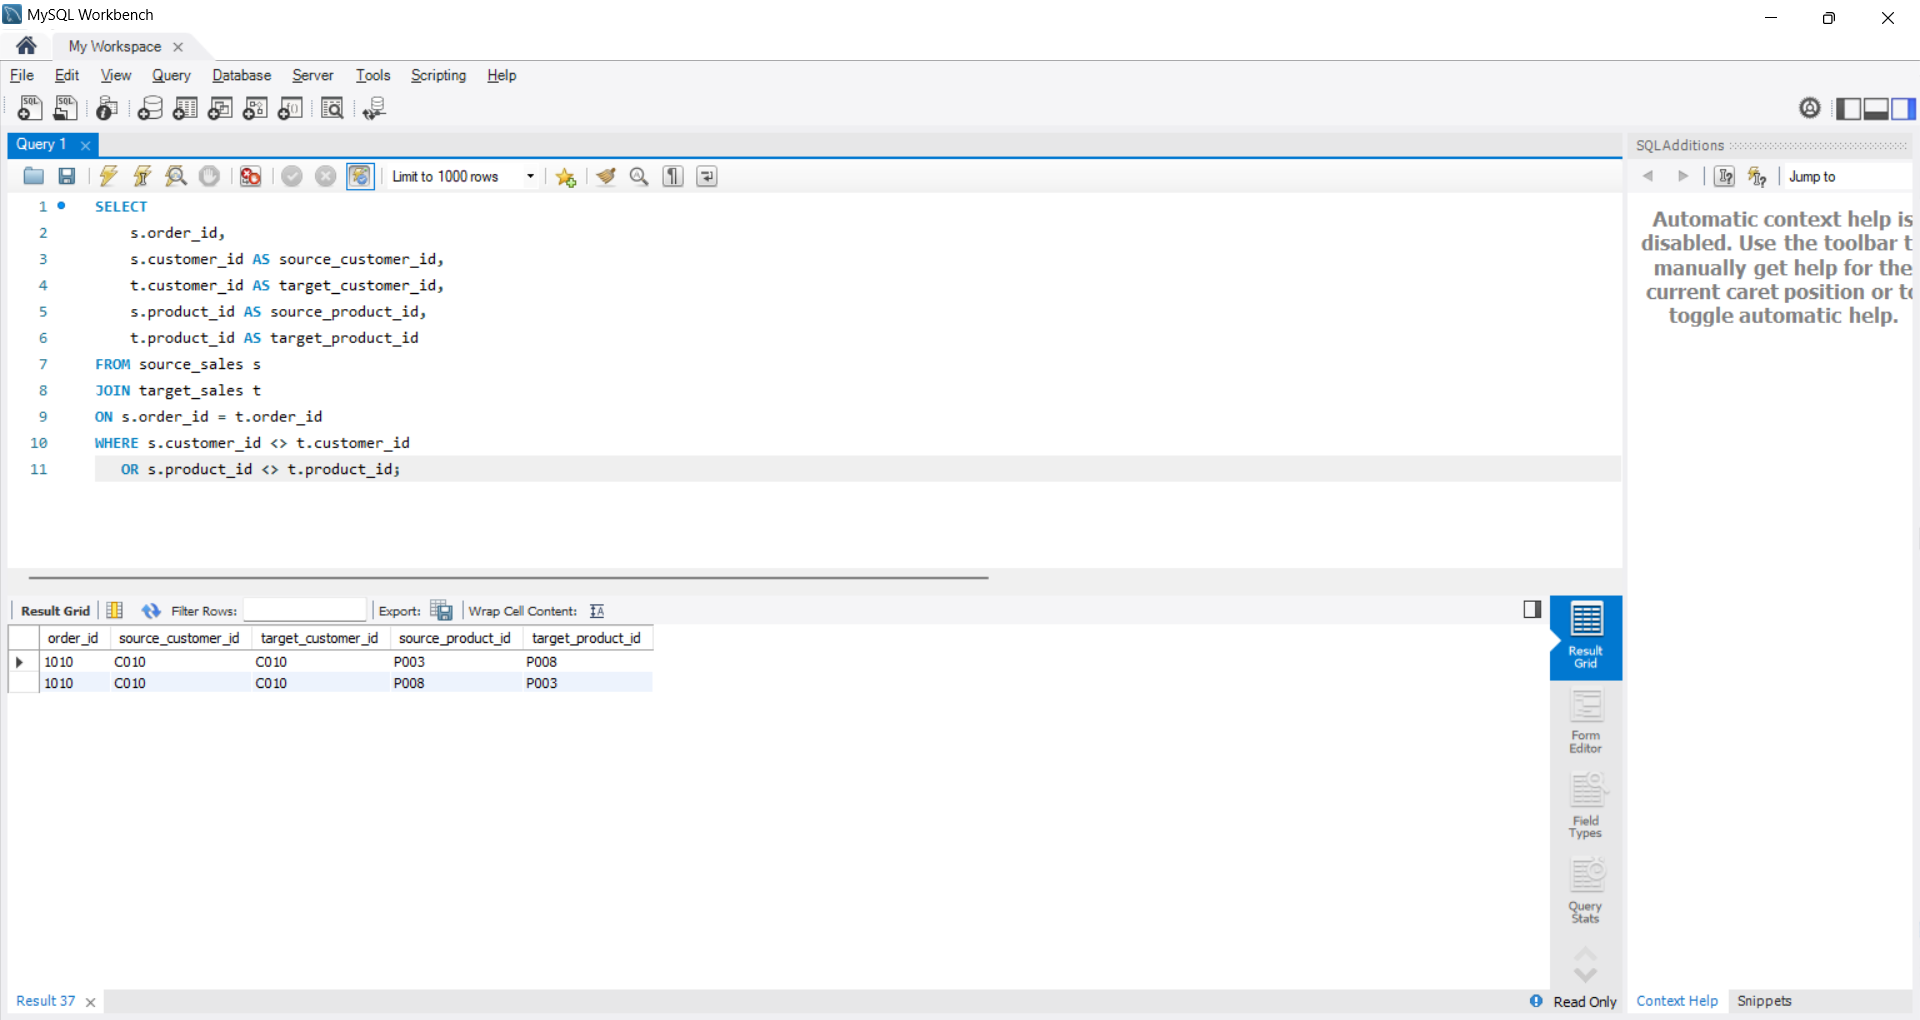 MySQL Workbench
My Workspace
File Edit View Query Database Server Tools Scripting Help
Query 1
SQLAdditions
Limit to 1000 rows
Jump to
1 SELECT
2 s.order_id,
3 s.customer_id AS source_customer_id,
4 t.customer_id AS target_customer_id,
5 s.product_id AS source_product_id,
6 t.product_id AS target_product_id
7 FROM source_sales s
8 JOIN target_sales t
9 ON s.order_id = t.order_id
10 WHERE s.customer_id <> t.customer_id
11 OR s.product_id <> t.product_id;
Automatic context help is
disabled. Use the toolbar t
manually get help for the
current caret position or to
toggle automatic help.
Result Grid Filter Rows: Export: Wrap Cell Content:
order_id source_customer_id target_customer_id source_product_id target_product_id
1010 C010 C010 P003 P008
1010 C010 C010 P008 P003
Result
Grid
Form
Editor
Field
Types
Query
Stats
Result 37
Read Only
Context Help Snippets